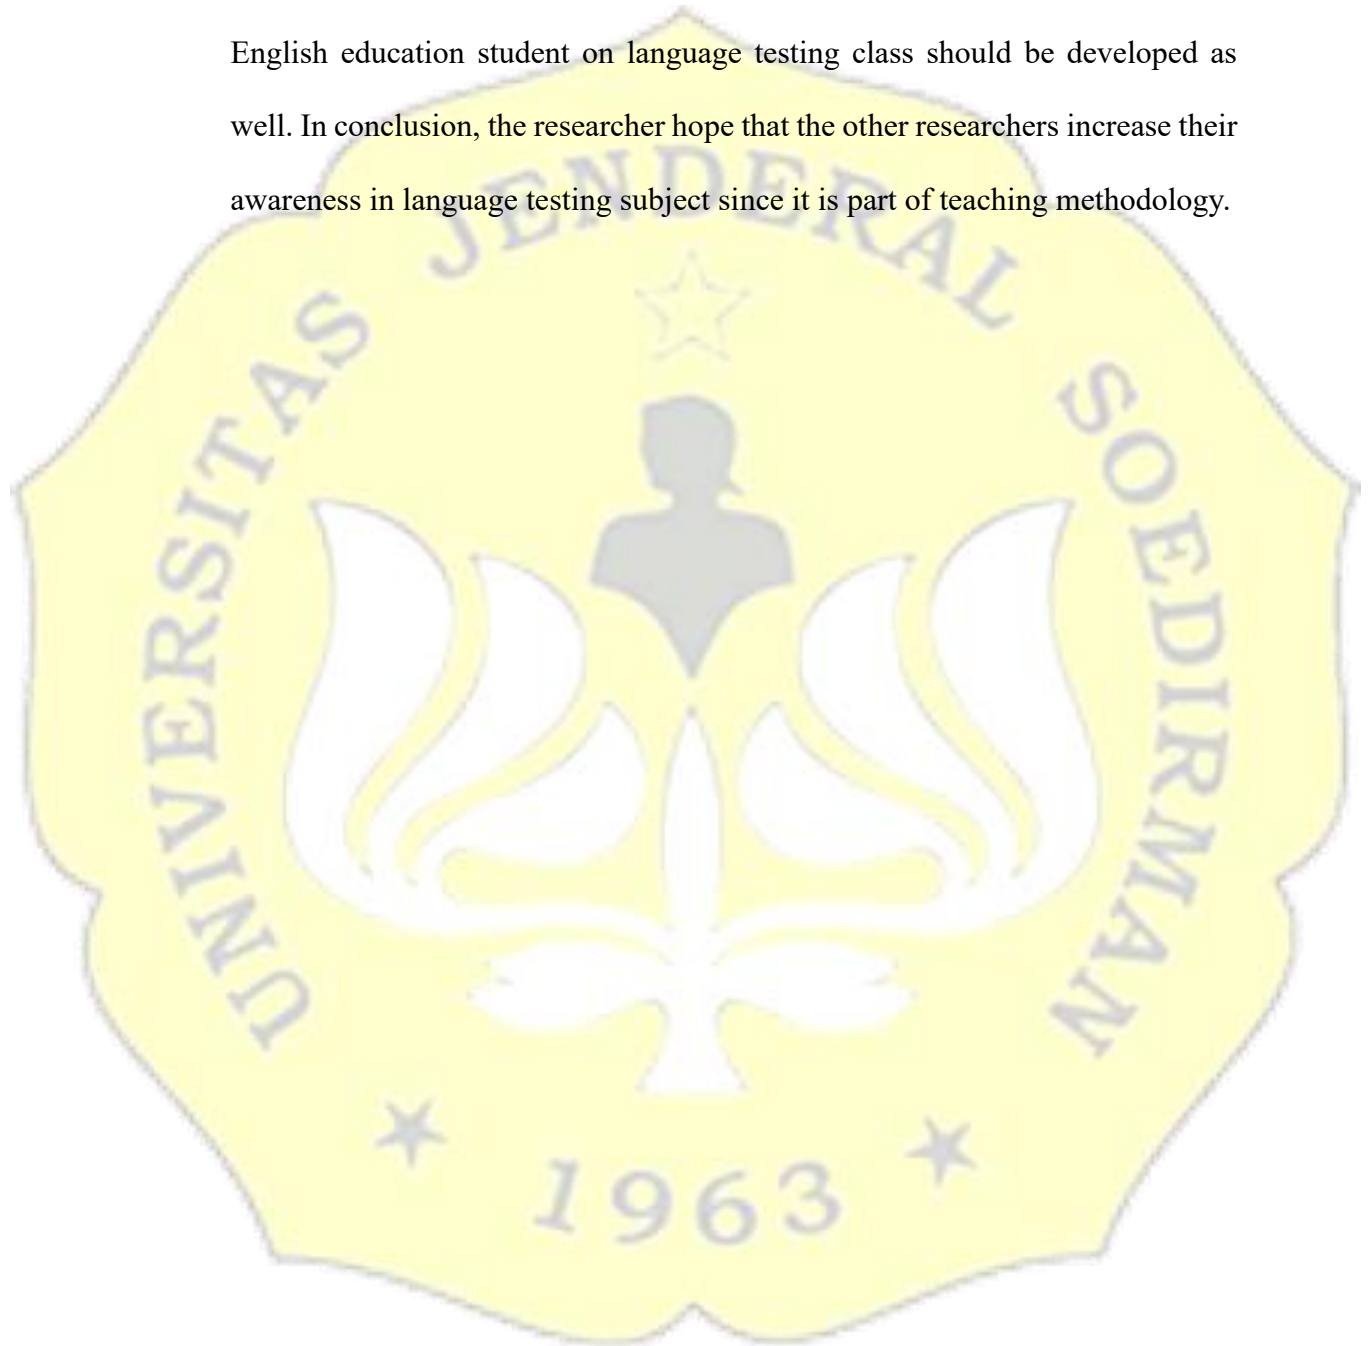 English education student on language testing class should be developed as
well. In conclusion, the researcher hope that the other researchers increase their
awareness in language testing subject since it is part of teaching methodology.
UNIVERSITAS JENDERAL SOEDIRMAN
1963